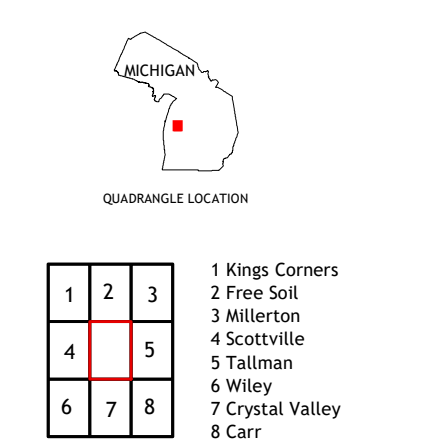 MICHIGAN
QUADRANGLE LOCATION
1 2 3
4 5
6 7 8
1 Kings Corners
2 Free Soil
3 Millerton
4 Scottville
5 Tallman
6 Wiley
7 Crystal Valley
8 Carr